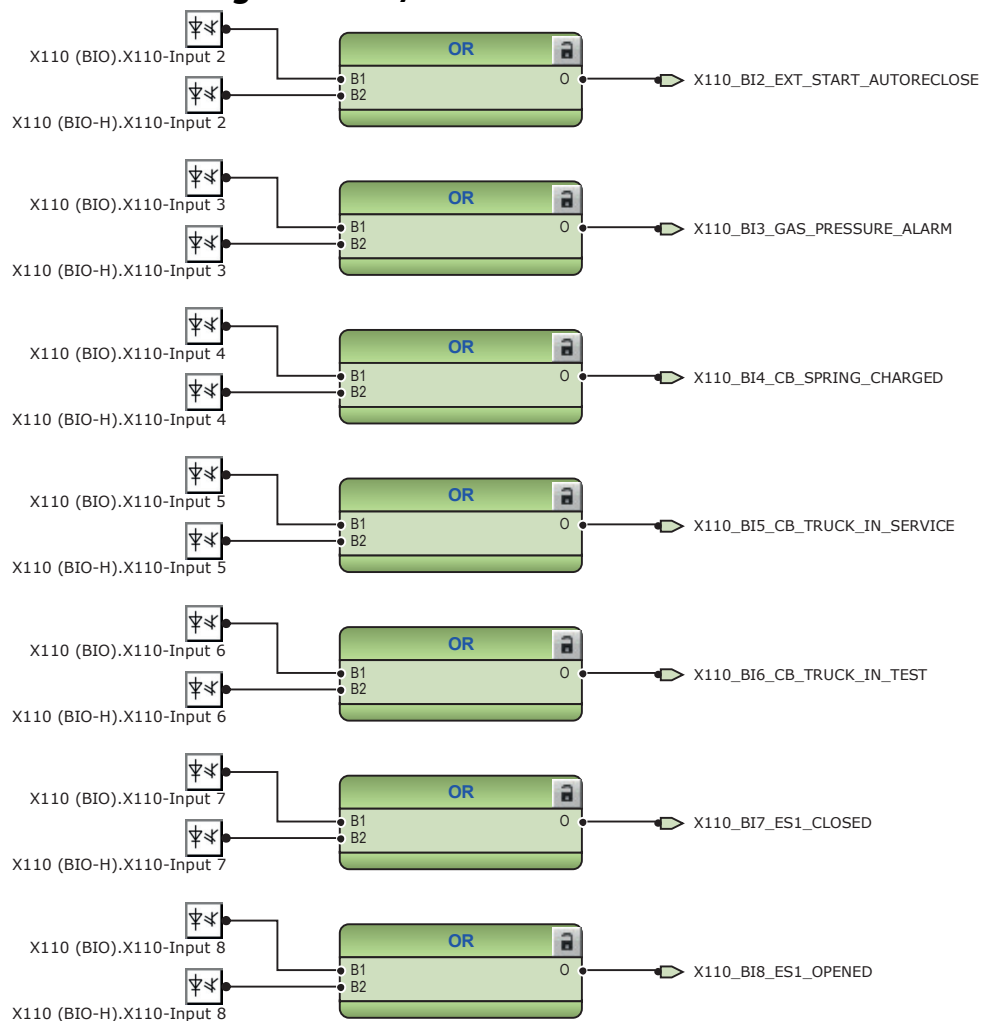 X110 (BIO).X110-Input 2
OR
B1
O
X110_BI2_EXT_START_AUTORECLOSE
B2
X110 (BIO-H).X110-Input 2
X110 (BIO).X110-Input 3
OR
B1
O
X110_BI3_GAS_PRESSURE_ALARM
B2
X110 (BIO-H).X110-Input 3
X110 (BIO).X110-Input 4
OR
B1
O
X110_BI4_CB_SPRING_CHARGED
B2
X110 (BIO-H).X110-Input 4
X110 (BIO).X110-Input 5
OR
B1
O
X110_BI5_CB_TRUCK_IN_SERVICE
B2
X110 (BIO-H).X110-Input 5
X110 (BIO).X110-Input 6
OR
B1
O
X110_BI6_CB_TRUCK_IN_TEST
B2
X110 (BIO-H).X110-Input 6
X110 (BIO).X110-Input 7
OR
B1
O
X110_BI7_ES1_CLOSED
B2
X110 (BIO-H).X110-Input 7
X110 (BIO).X110-Input 8
OR
B1
O
X110_BI8_ES1_OPENED
B2
X110 (BIO-H).X110-Input 8